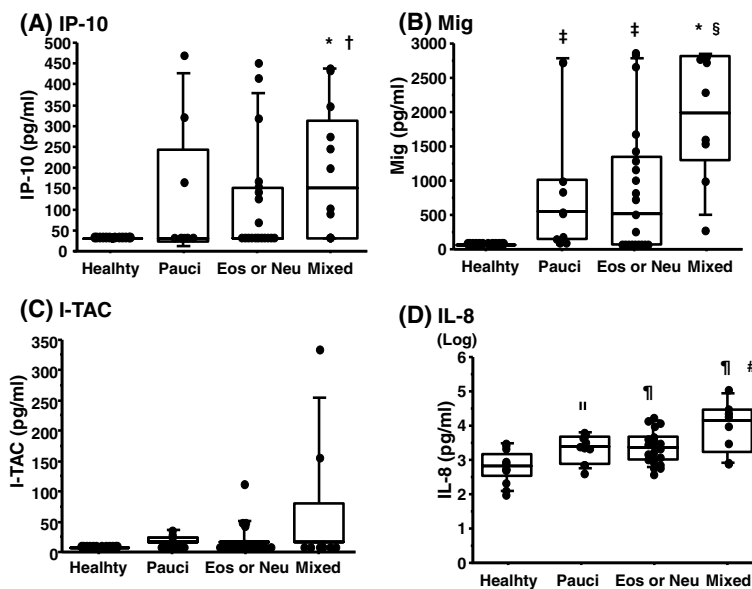 (A) IP-10
* †
500
450
400
350
300
250
200
150
100
50
0
IP-10 (pg/ml)
Healhty Pauci Eos or Neu Mixed
(B) Mig
‡ ‡ * §
3000
2500
2000
1500
1000
500
0
Mig (pg/ml)
Healhty Pauci Eos or Neu Mixed
(C) I-TAC
350
300
250
200
150
100
50
0
I-TAC (pg/ml)
Healhty Pauci Eos or Neu Mixed
(D) IL-8
(Log)
" ¶ ¶ #
6
5
4
3
2
1
0
IL-8 (pg/ml)
Healhty Pauci Eos or Neu Mixed